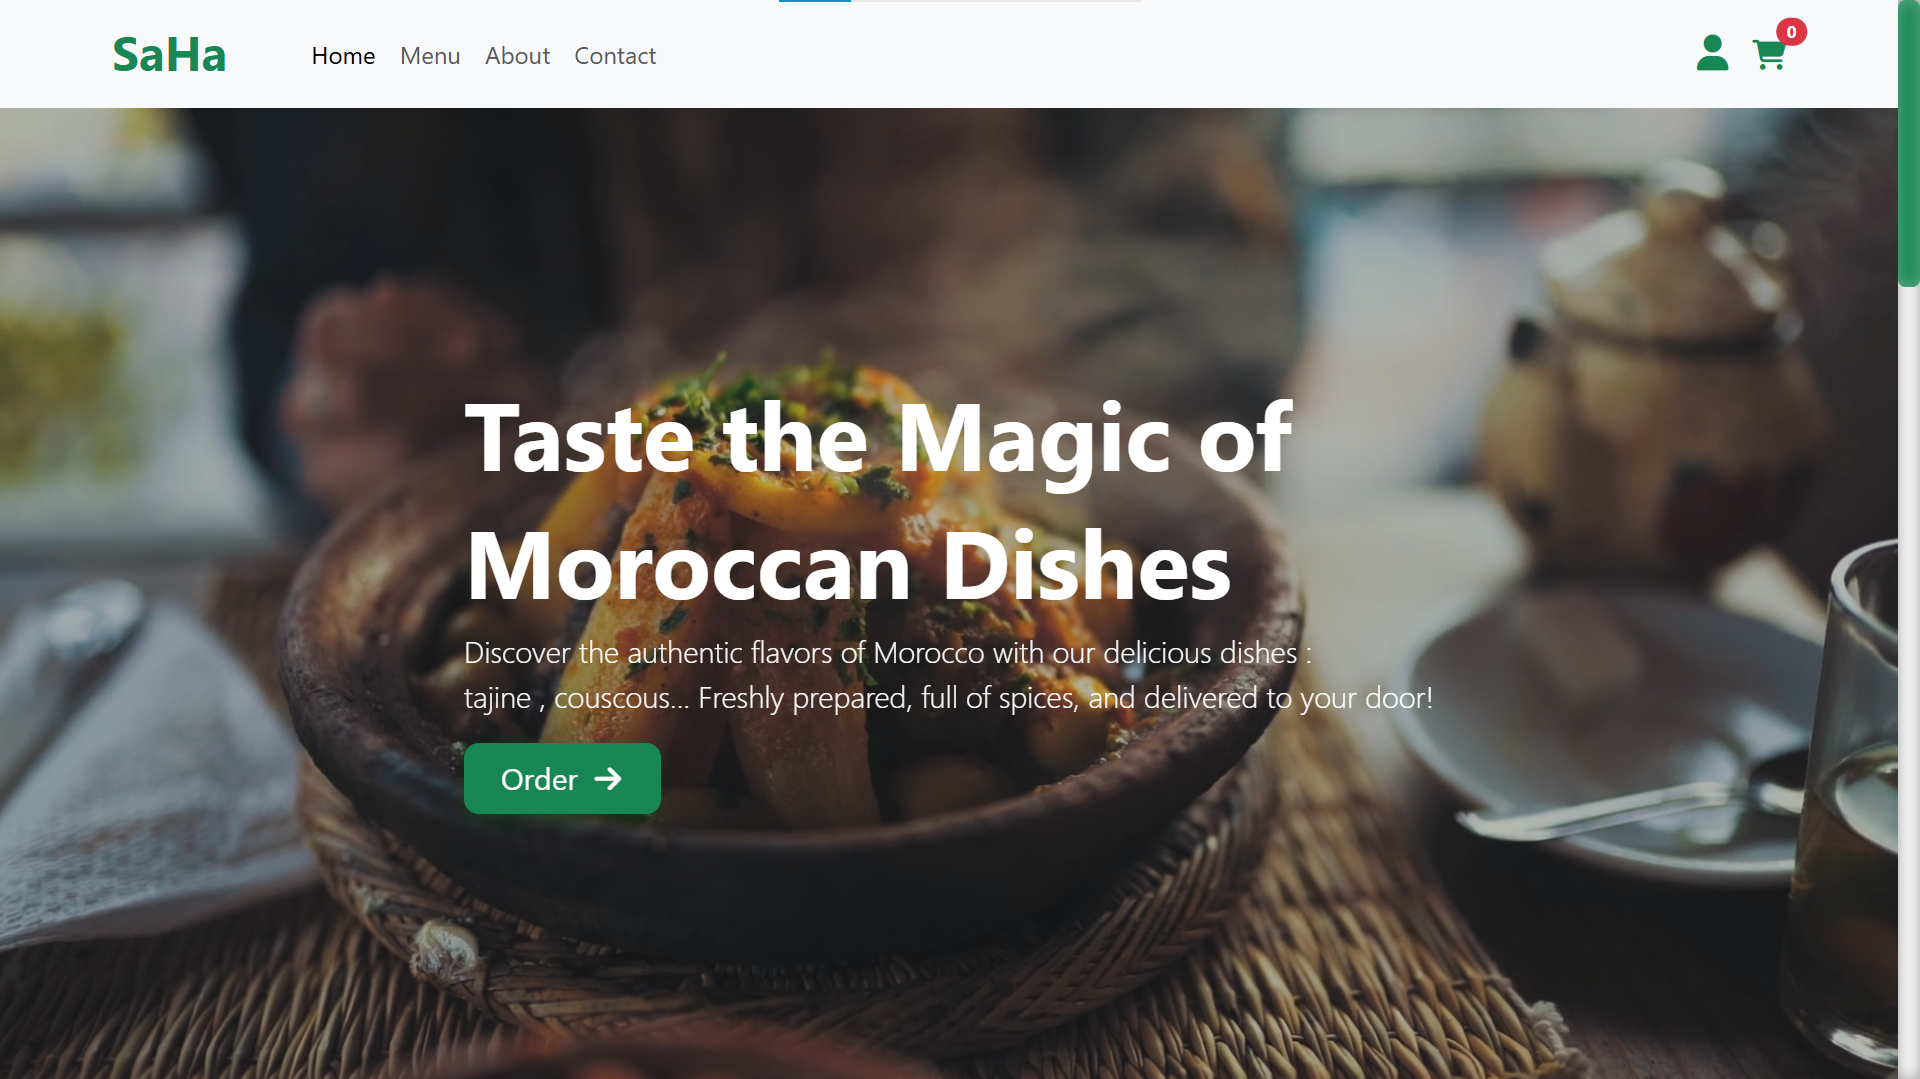 SaHa
Home Menu About Contact
0
Taste the Magic of
Moroccan Dishes
Discover the authentic flavors of Morocco with our delicious dishes :
tajine , couscous... Freshly prepared, full of spices, and delivered to your door!
Order